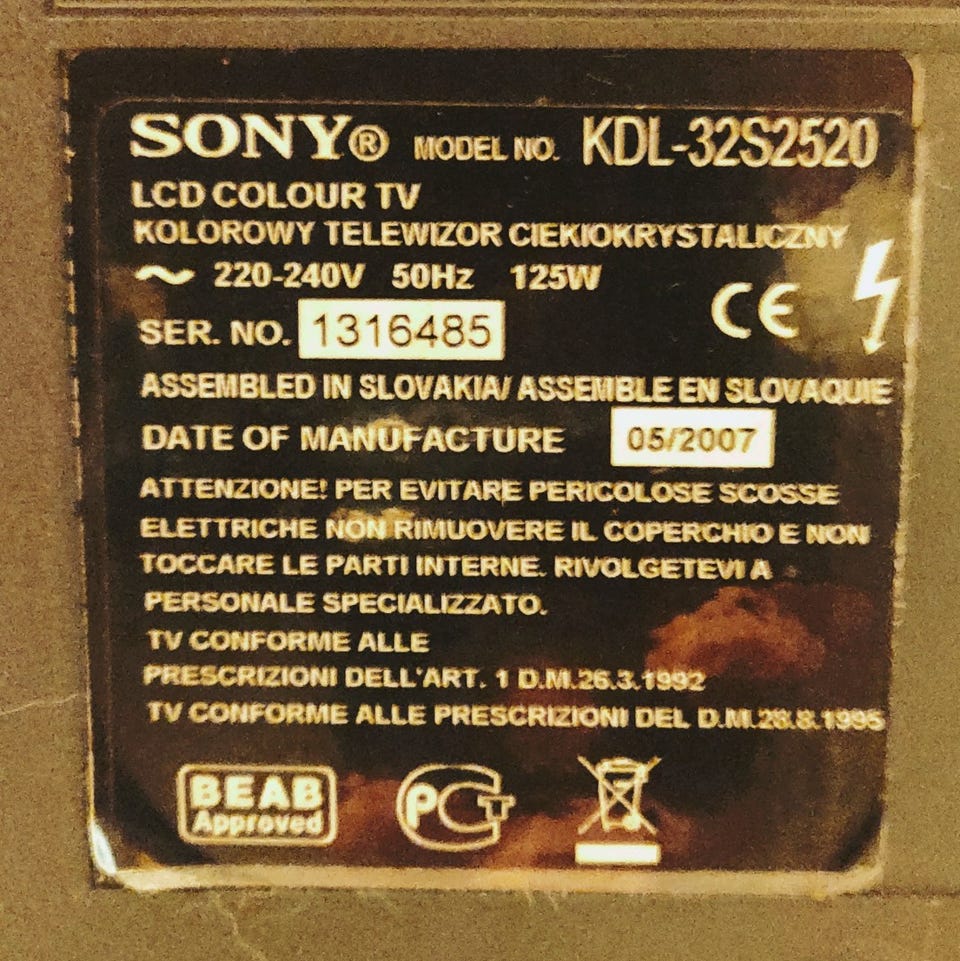 SONY® MODEL NO. KDL-32S2520
LCD COLOUR TV
KOLOROWY TELEWIZOR CIEKIOKRYSTALICZNY
~ 220-240V 50Hz 125W
CE
SER. NO. 1316485
ASSEMBLED IN SLOVAKIA/ ASSEMBLE EN SLOVAQUIE
DATE OF MANUFACTURE 05/2007
ATTENZIONE! PER EVITARE PERICOLOSE SCOSSE
ELETTRICHE NON RIMUOVERE IL COPERCHIO E NON
TOCCARE LE PARTI INTERNE. RIVOLGETEVI A
PERSONALE SPECIALIZZATO.
TV CONFORME ALLE
PRESCRIZIONI DELL'ART. 1 D.M.26.3.1992
TV CONFORME ALLE PRESCRIZIONI DEL D.M.28.8.1995
BEAB
Approved
PCT